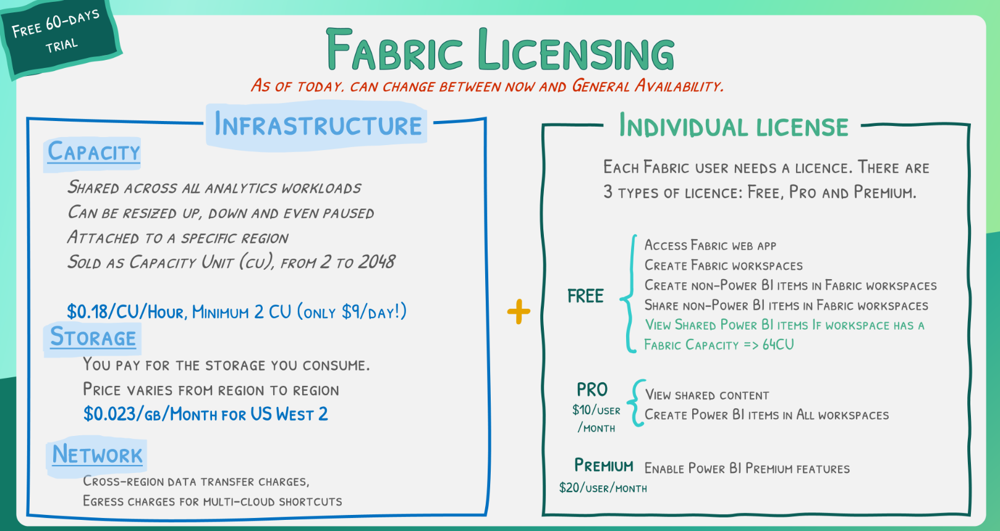 Free 60-days
trial
Fabric Licensing
As of today, can change between now and General Availability.
Infrastructure
Capacity
Shared across all analytics workloads
Can be resized up, down and even paused
Attached to a specific region
Sold as Capacity Unit (cu), from 2 to 2048
$0.18/CU/Hour, Minimum 2 CU (only $9/day!)
Storage
You pay for the storage you consume.
Price varies from region to region
$0.023/gb/Month for US West 2
Network
Cross-region data transfer charges,
Egress charges for multi-cloud shortcuts
+
Individual license
Each Fabric user needs a licence. There are
3 types of licence: Free, Pro and Premium.
FREE
Access Fabric web app
Create Fabric workspaces
Create non-Power BI items in Fabric workspaces
Share non-Power BI items in Fabric workspaces
View Shared Power BI items If workspace has a
Fabric Capacity => 64CU
PRO
$10/user
/month
View shared content
Create Power BI items in All workspaces
Premium
$20/user/month
Enable Power BI Premium features